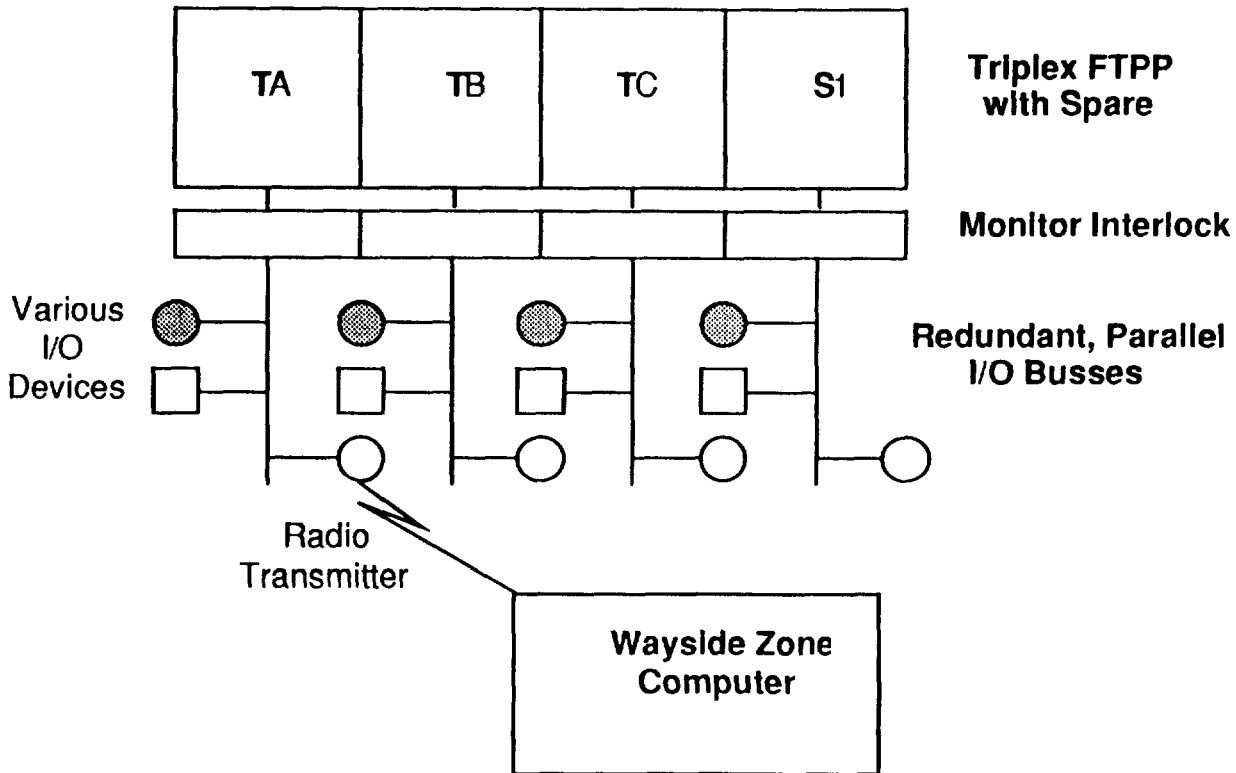 TA
TB
TC
S1
Triplex FTPP
with Spare
Monitor Interlock
Various
I/O
Devices
Redundant, Parallel
I/O Busses
Radio
Transmitter
Wayside Zone
Computer